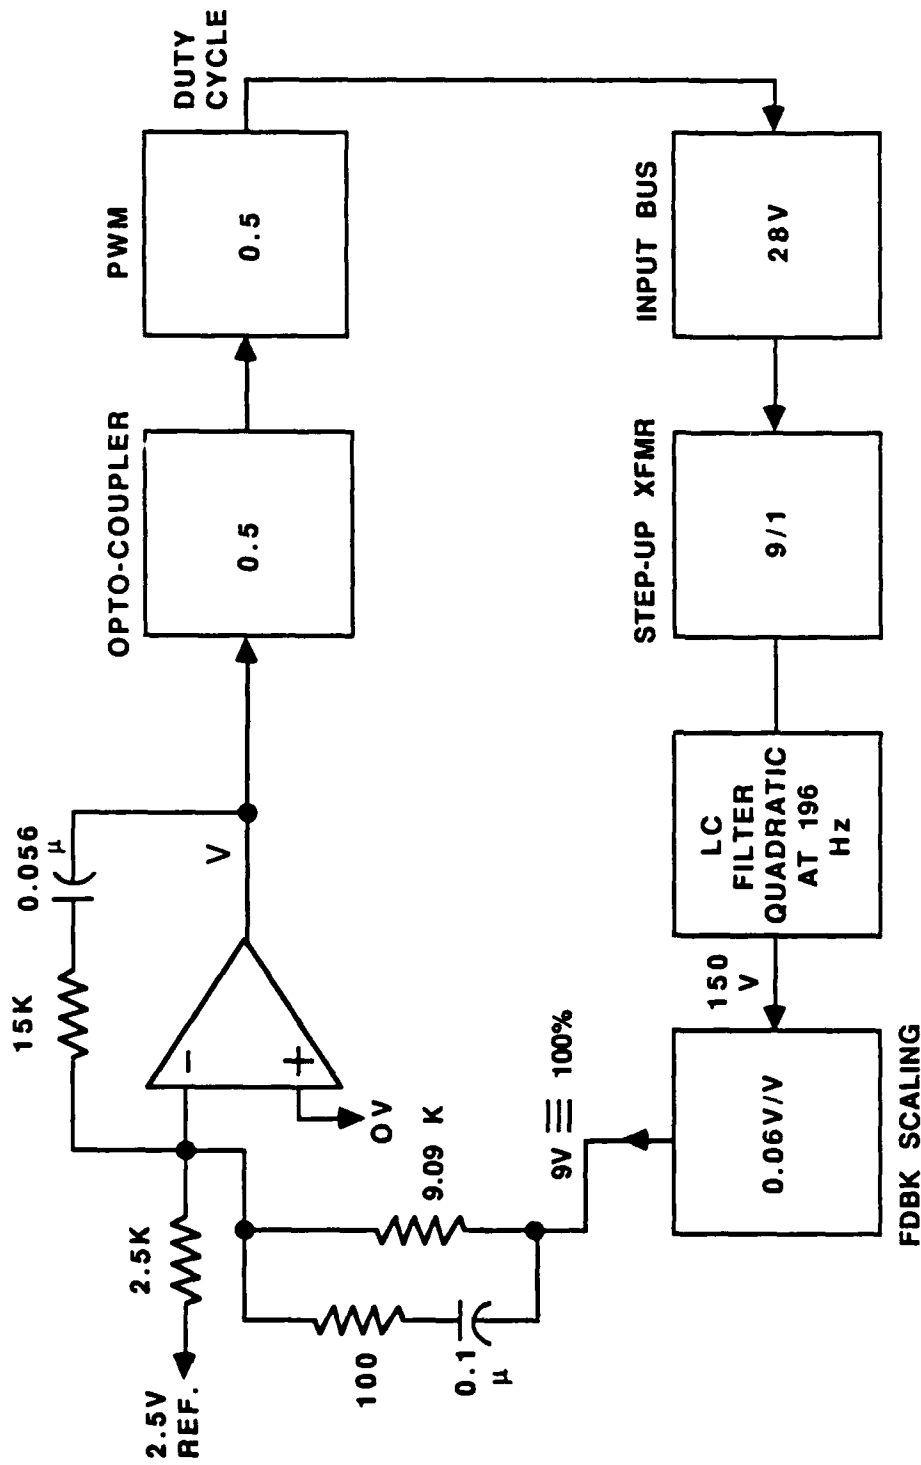 2.5V
REF.
2.5K
15K
0.056
μ
−
+
0V
V
100
0.1
μ
9.09 K
9V ≡ 100%
OPTO-COUPLER
0.5
PWM
0.5
DUTY
CYCLE
INPUT BUS
28V
STEP-UP XFMR
9/1
LC
FILTER
QUADRATIC
AT 196
Hz
150
V
0.06V/V
FDBK SCALING